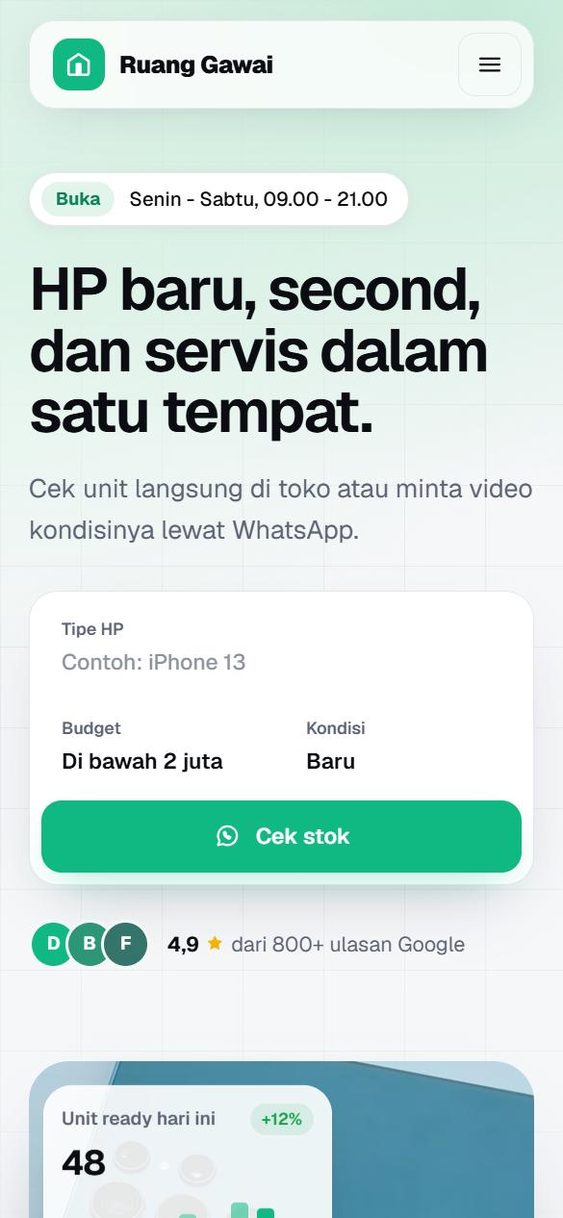 Ruang Gawai
Buka Senin - Sabtu, 09.00 - 21.00
HP baru, second,
dan servis dalam
satu tempat.
Cek unit langsung di toko atau minta video
kondisinya lewat WhatsApp.
Tipe HP
Contoh: iPhone 13
Budget Kondisi
Di bawah 2 juta Baru
Cek stok
D B F 4,9 dari 800+ ulasan Google
Unit ready hari ini +12%
48